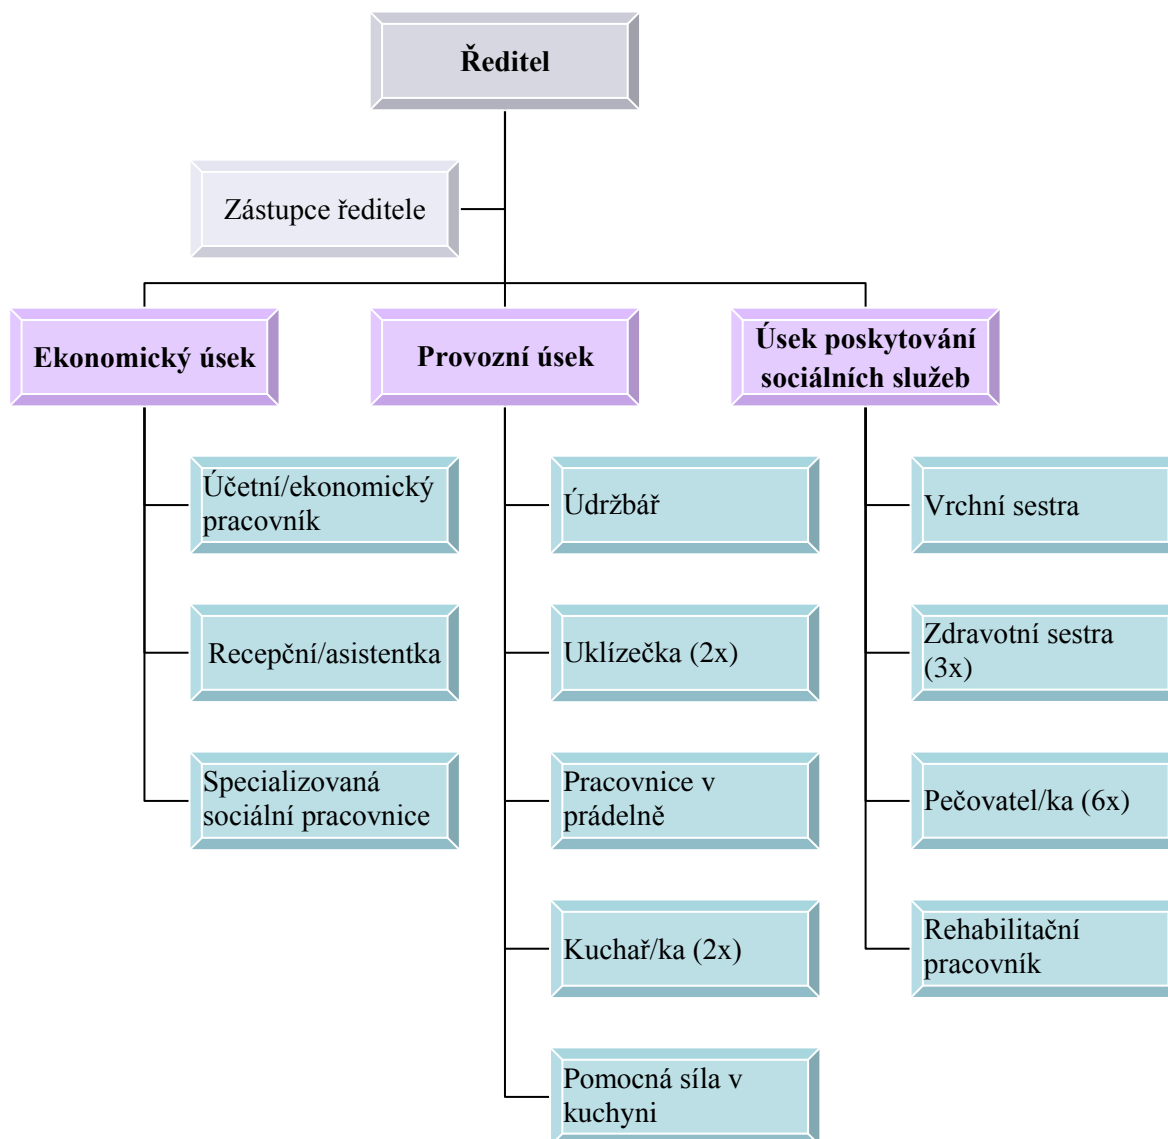 Ředitel
Zástupce ředitele
Ekonomický úsek
Účetní/ekonomický
pracovník
Recepční/asistentka
Specializovaná
sociální pracovnice
Provozní úsek
Údržbář
Uklízečka (2x)
Pracovnice v
prádelně
Kuchař/ka (2x)
Pomocná síla v
kuchyni
Úsek poskytování
sociálních služeb
Vrchní sestra
Zdravotní sestra
(3x)
Pečovatel/ka (6x)
Rehabilitační
pracovník